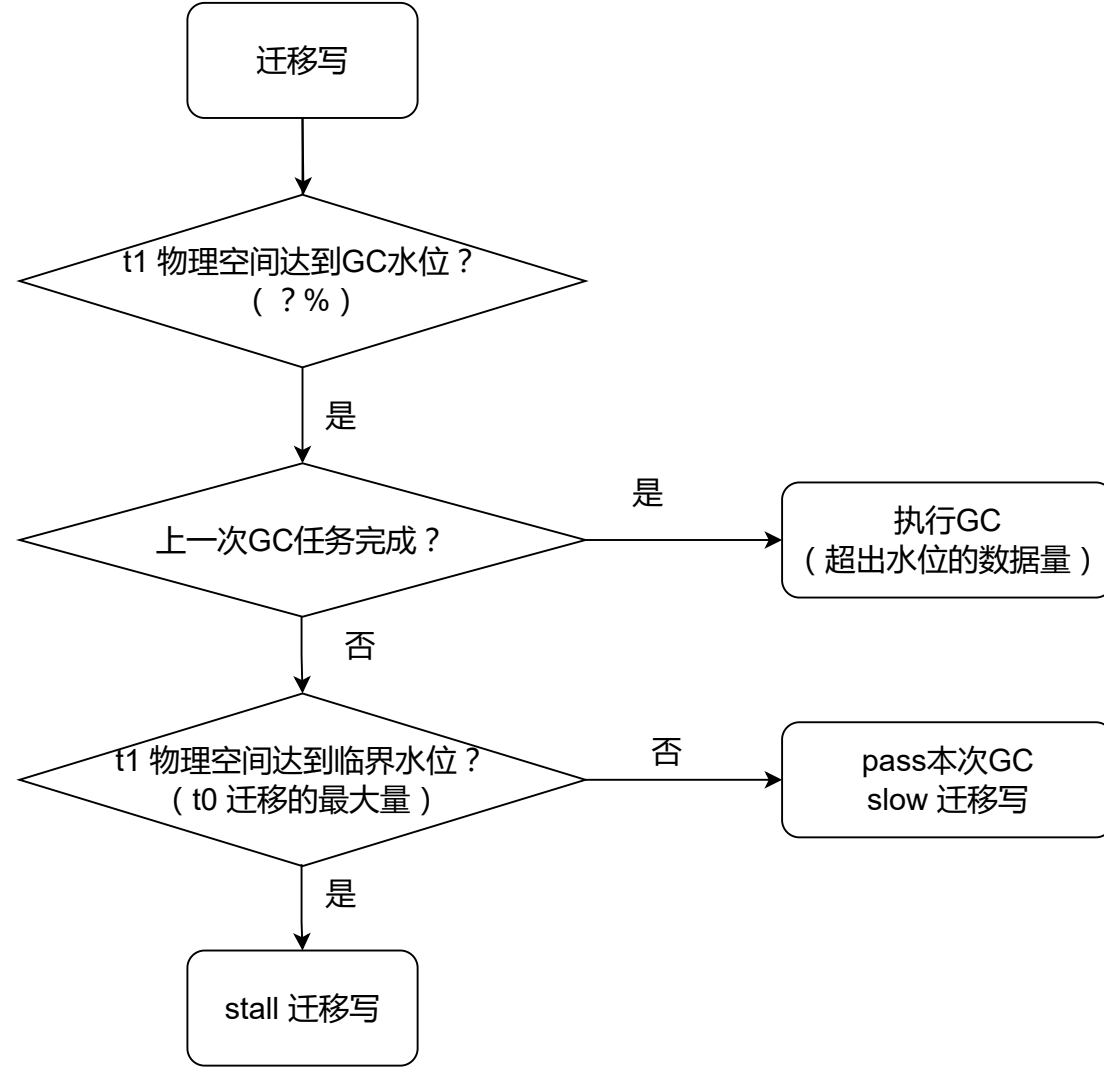 迁移写
t1 物理空间达到GC水位？
（ ？% ）
是
上一次GC任务完成？
是
执行GC
（ 超出水位的数据量 ）
否
t1 物理空间达到临界水位？
（ t0 迁移的最大量 ）
否
pass本次GC
slow 迁移写
是
stall 迁移写